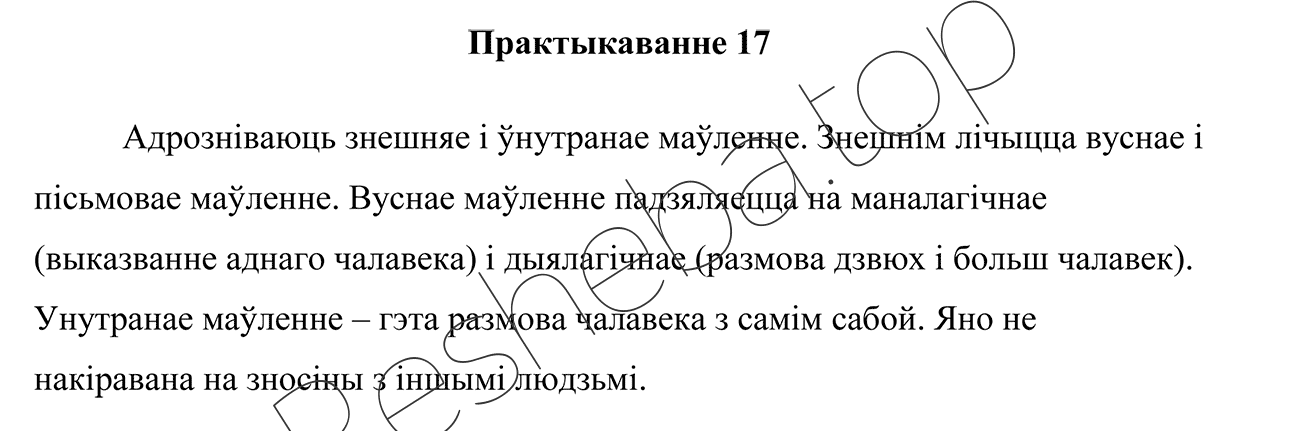 Практыкаванне 17
Адрозніваюць знешняе і ўнутранае маўленне. Знешнім лічыцца вуснае і
пісьмовае маўленне. Вуснае маўленне падзяляецца на маналагічнае
(выказванне аднаго чалавека) і дыялагічнае (размова дзвюх і больш чалавек).
Унутранае маўленне – гэта размова чалавека з самім сабой. Яно не
накіравана на зносіны з іншымі людзьмі.
Resheba.top